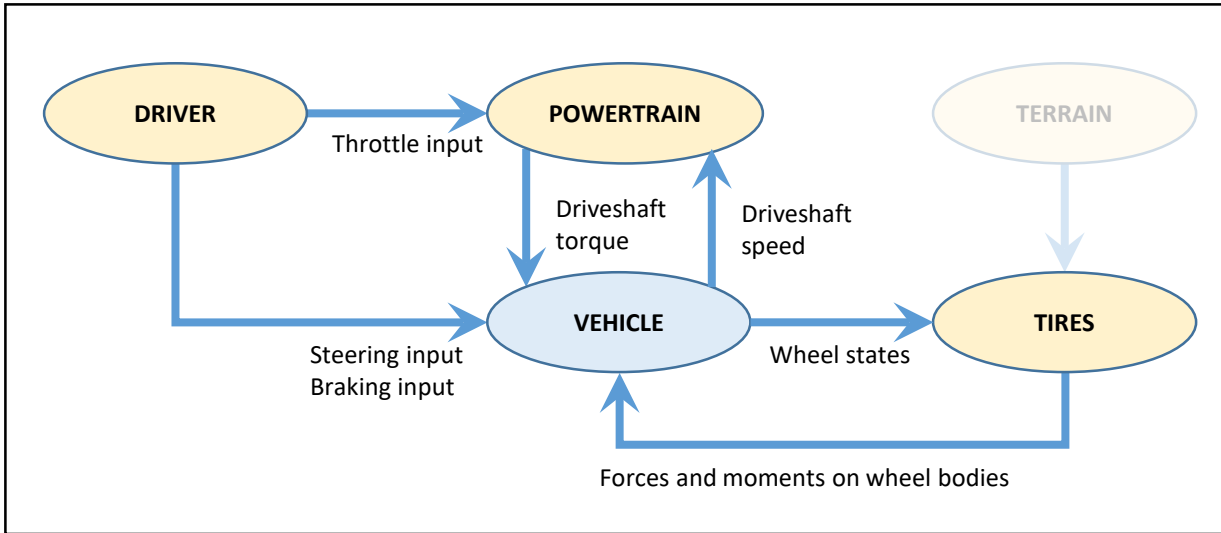 DRIVER
POWERTRAIN
TERRAIN
Throttle input
Driveshaft
torque
Driveshaft
speed
VEHICLE
TIRES
Steering input
Braking input
Wheel states
Forces and moments on wheel bodies